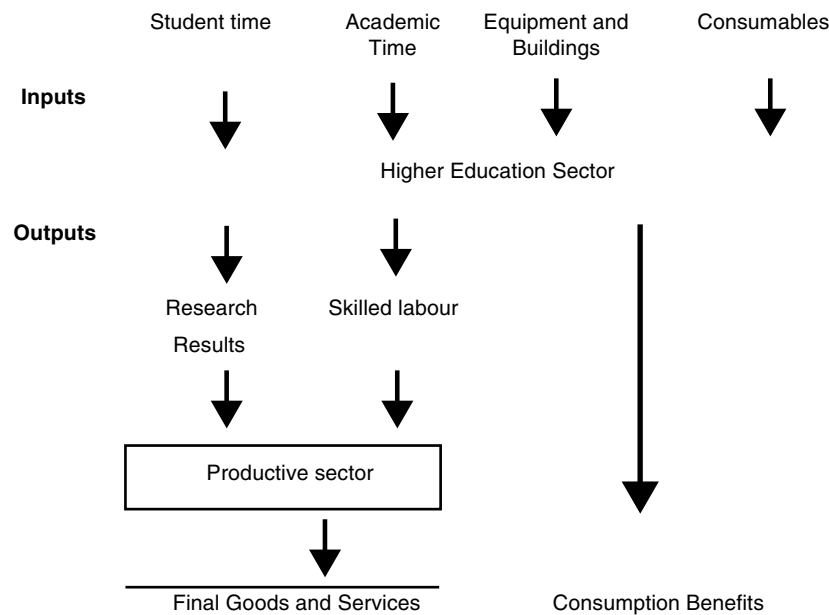 Student time
Academic
Time
Equipment and
Buildings
Consumables
Inputs
Higher Education Sector
Outputs
Research
Results
Skilled labour
Productive sector
Final Goods and Services
Consumption Benefits